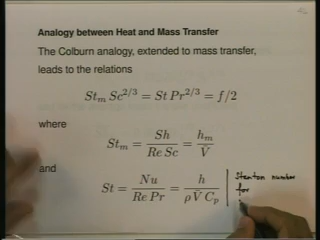 Analogy between Heat and Mass Transfer
The Colburn analogy, extended to mass transfer,
leads to the relations
St_m Sc^{2/3} = St Pr^{2/3} = f/2
where
St_m = Sh / (Re Sc) = h_m / V̄
and
St = Nu / (Re Pr) = h / (ρ V̄ C_p)
Stanton number
for